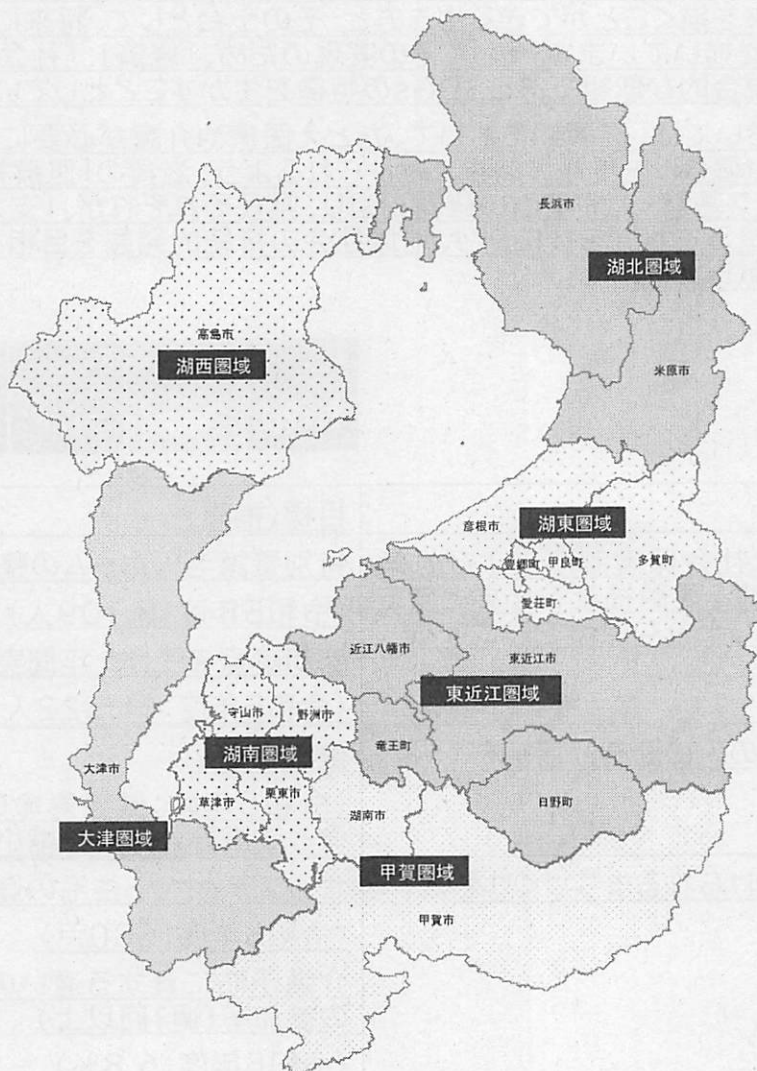 長浜市
湖北圏域
高島市
湖西圏域
米原市
彦根市
湖東圏域
豊郷町
甲良町
多賀町
愛荘町
近江八幡市
東近江市
東近江圏域
守山市
野洲市
湖南圏域
竜王町
大津市
草津市
栗東市
湖南市
日野町
大津圏域
甲賀圏域
甲賀市